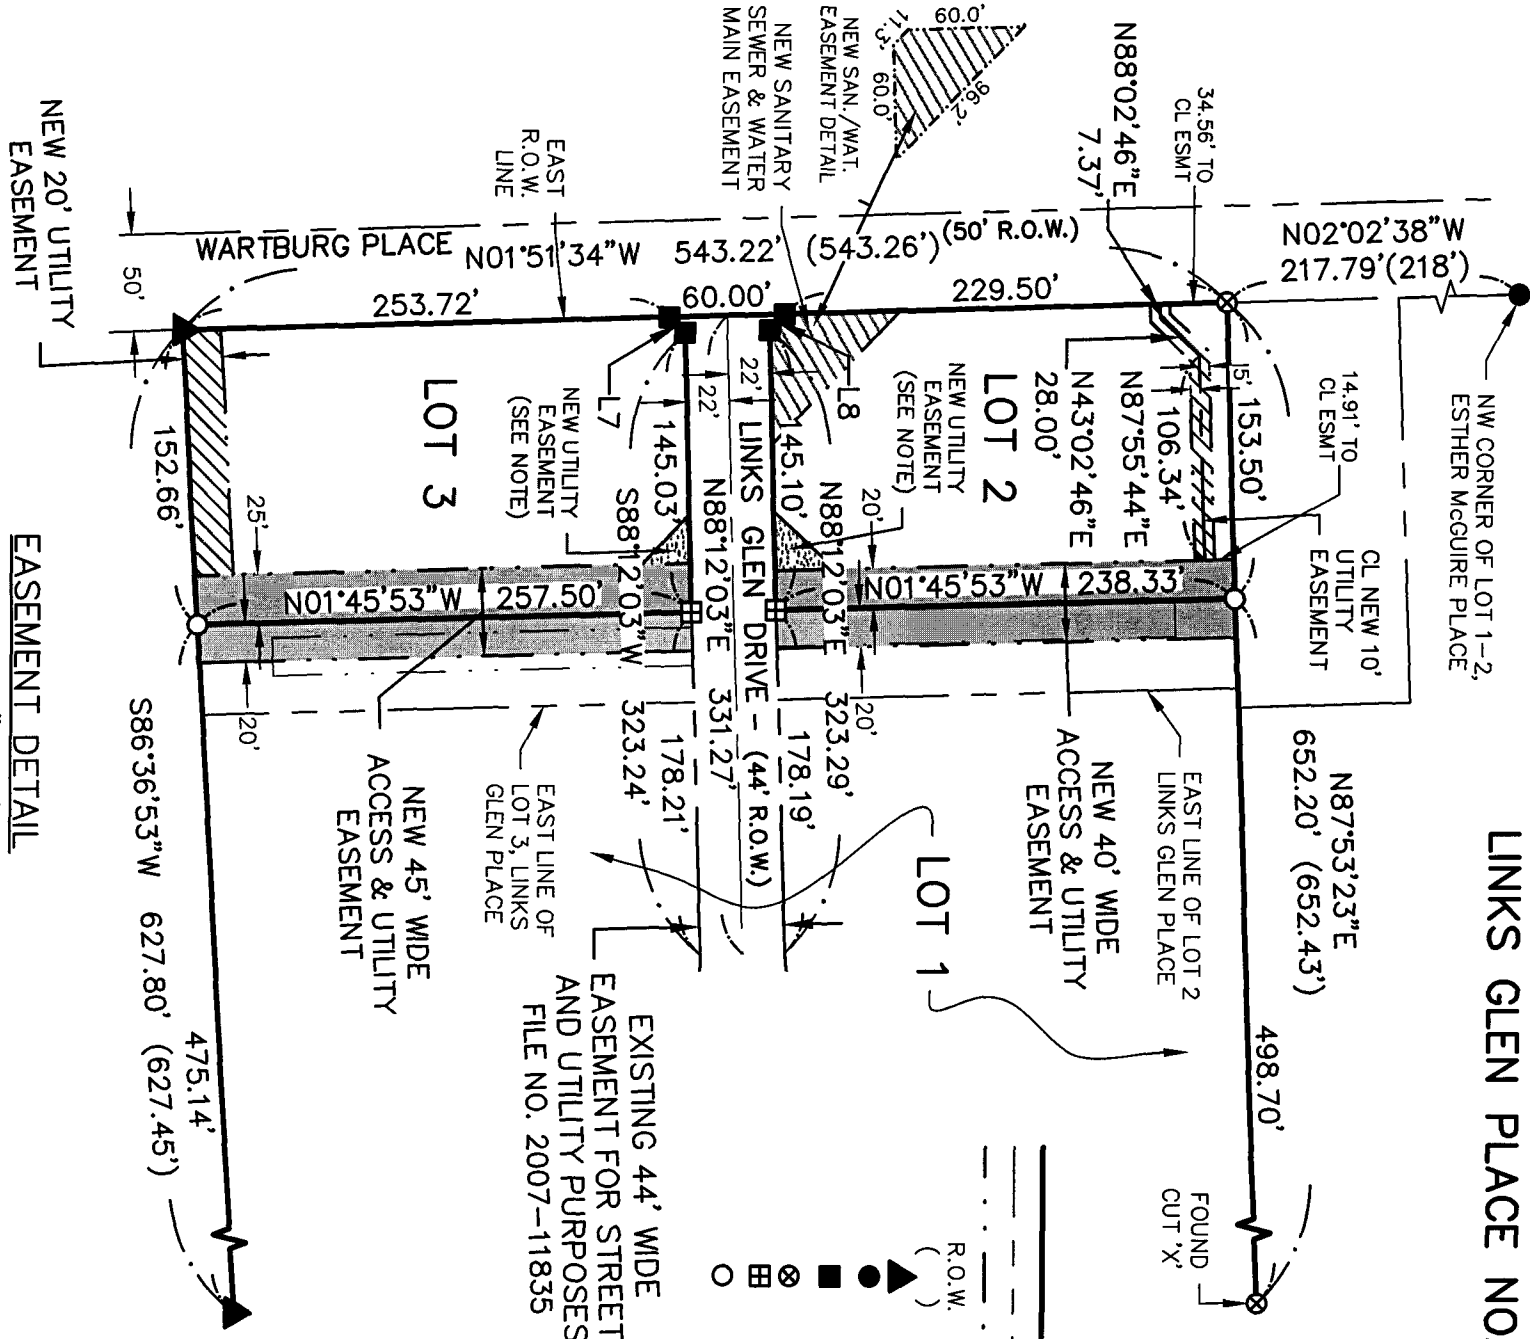 LINKS GLEN PLACE NO
NW CORNER OF LOT 1-2,
ESTHER McGUIRE PLACE
N02°02'38"W
217.79'(218')
34.56' TO
CL ESMT
N88°02'46"E
7.37'
60.0'
11.3'
60.0'
96.2'
NEW SAN./WAT.
EASEMENT DETAIL
NEW SANITARY
SEWER & WATER
MAIN EASEMENT
EAST
R.O.W.
LINE
NEW 20' UTILITY
EASEMENT
50'
WARTBURG PLACE
N01°51'34"W 543.22' (543.26')
(50' R.O.W.)
253.72'
60.00'
229.50'
153.50'
14.91' TO
CL ESMT
CL NEW 10'
UTILITY
EASEMENT
5'
N87°55'44"E
106.34'
N43°02'46"E
28.00'
LOT 2
NEW UTILITY
EASEMENT
(SEE NOTE)
20'
L8
145.10'
N88°12'03"E
323.29'
178.19'
22'
22'
LINKS GLEN DRIVE - (44' R.O.W.)
N88°12'03"E 331.27'
L7
145.03'
S88°12'03"W
323.24'
178.21'
NEW UTILITY
EASEMENT
(SEE NOTE)
LOT 3
152.66'
25'
N01°45'53"W 257.50'
N01°45'53"W 238.33'
20'
20'
N87°53'23"E
652.20' (652.43')
498.70'
EAST LINE OF LOT 2
LINKS GLEN PLACE
NEW 40' WIDE
ACCESS & UTILITY
EASEMENT
LOT 1
EAST LINE OF
LOT 3, LINKS
GLEN PLACE
NEW 45' WIDE
ACCESS & UTILITY
EASEMENT
S86°36'53"W 627.80' (627.45')
475.14'
EXISTING 44' WIDE
EASEMENT FOR STREET
AND UTILITY PURPOSES
FILE NO. 2007-11835
FOUND
CUT 'X'
R.O.W.
( )
EASEMENT DETAIL